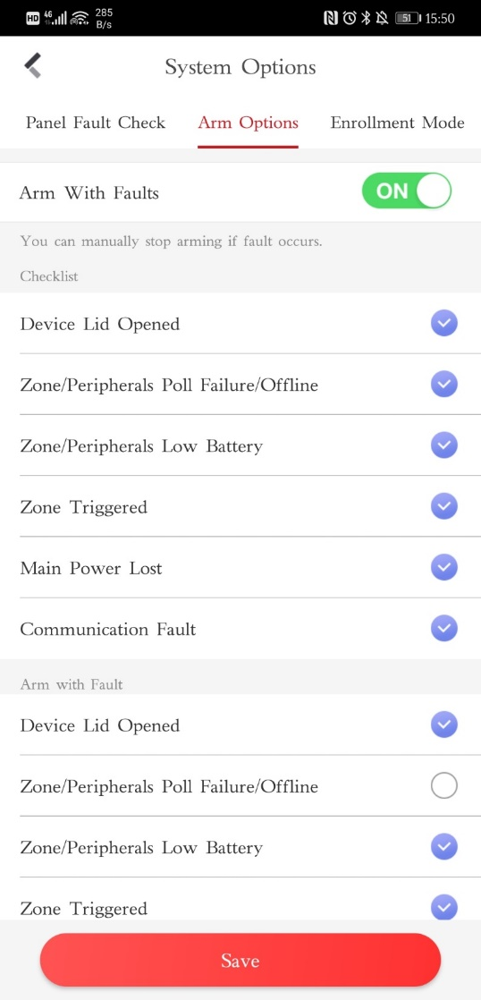 HD 4G 285 B/s 51 15:50
System Options
Panel Fault Check Arm Options Enrollment Mode
Arm With Faults ON
You can manually stop arming if fault occurs.
Checklist
Device Lid Opened
Zone/Peripherals Poll Failure/Offline
Zone/Peripherals Low Battery
Zone Triggered
Main Power Lost
Communication Fault
Arm with Fault
Device Lid Opened
Zone/Peripherals Poll Failure/Offline
Zone/Peripherals Low Battery
Zone Triggered
Save